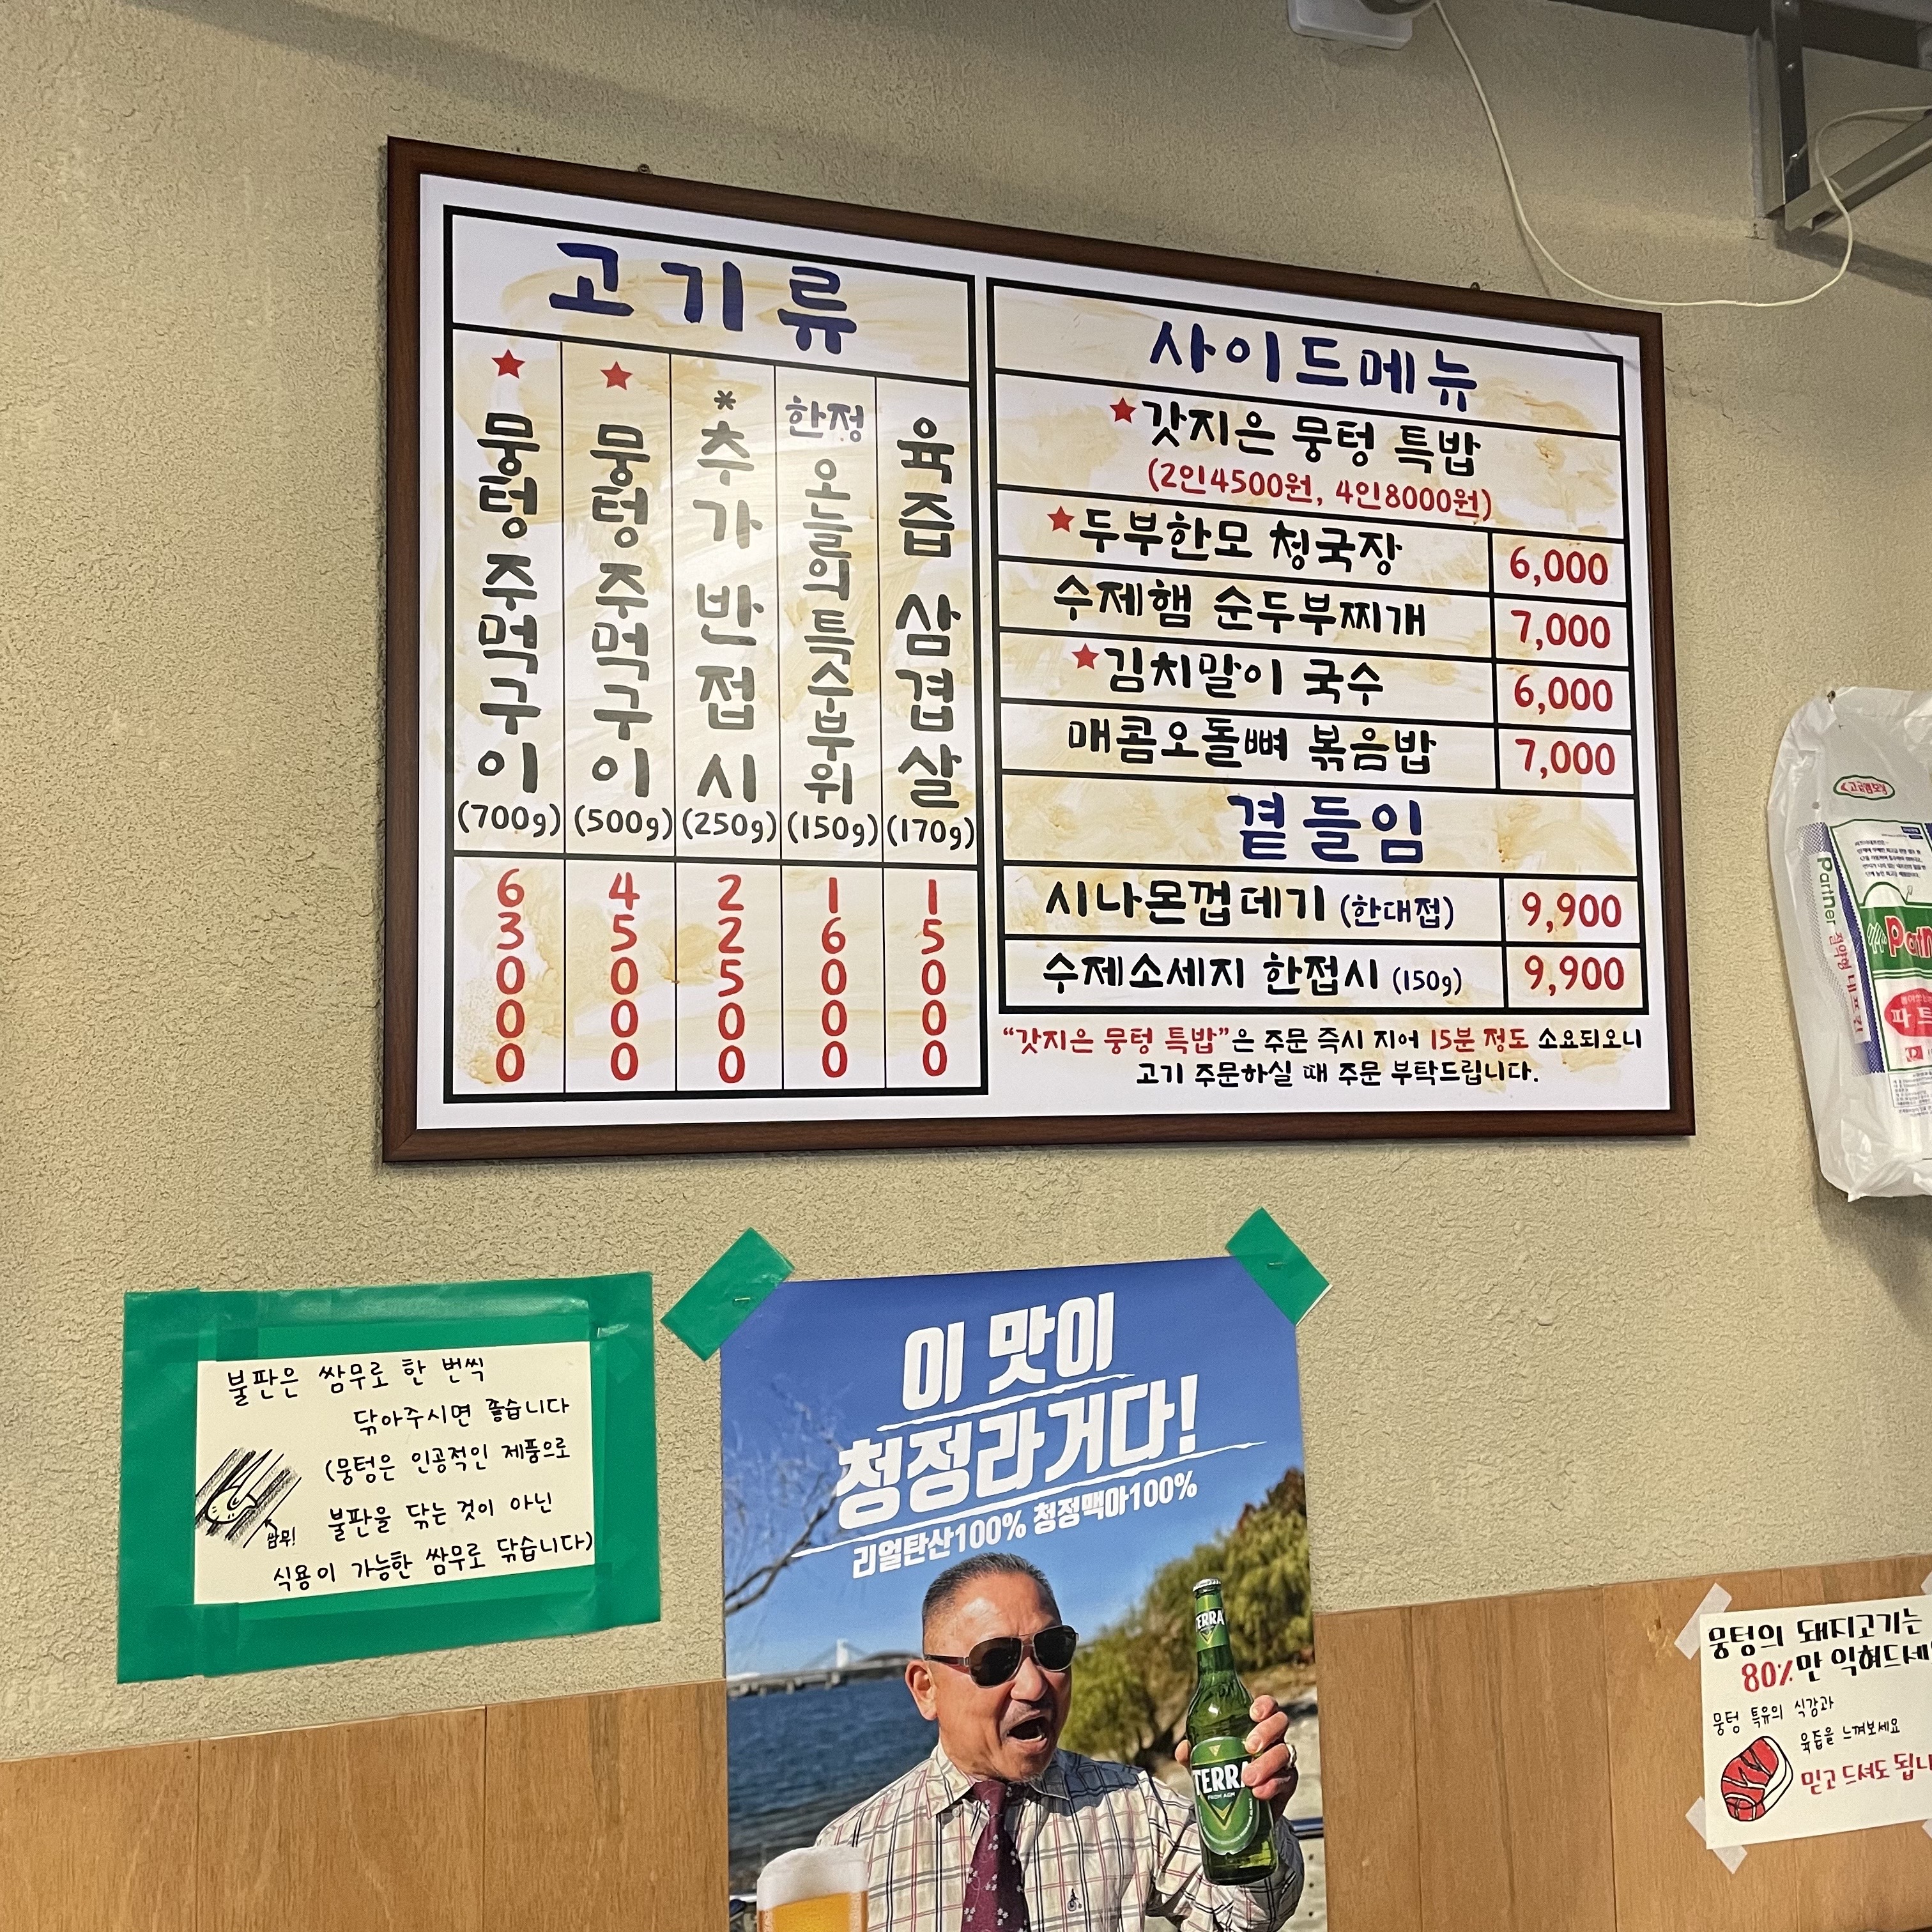 고기류
★ 뭉텅 주먹구이 (700g) 63000
★ 뭉텅 주먹구이 (500g) 45000
* 추가 반접시 (250g) 22500
한정 오늘의 특수부위 (150g) 16000
육즙 삼겹살 (170g) 15000
사이드메뉴
★갓지은 뭉텅 특밥
(2인4500원, 4인8000원)
★두부한모 청국장 6,000
수제햄 순두부찌개 7,000
★김치말이 국수 6,000
매콤오돌뼈 볶음밥 7,000
곁들임
시나몬껍데기 (한대접) 9,900
수제소세지 한접시 (150g) 9,900
“갓지은 뭉텅 특밥”은 주문 즉시 지어 15분 정도 소요되오니
고기 주문하실 때 주문 부탁드립니다.
Partner
파트
불판은 쌈무로 한 번씩
닦아주시면 좋습니다
(뭉텅은 인공적인 제품으로
불판을 닦는 것이 아닌
쌈무!
식용이 가능한 쌈무로 닦습니다)
이 맛이
청정라거다!
리얼탄산100% 청정맥아100%
TERRA
TERRA
FROM AGM
뭉텅의 돼지고기는
80%만 익혀드세
뭉텅 특유의 식감과
육즙을 느껴보세요
믿고 드셔도 됩니